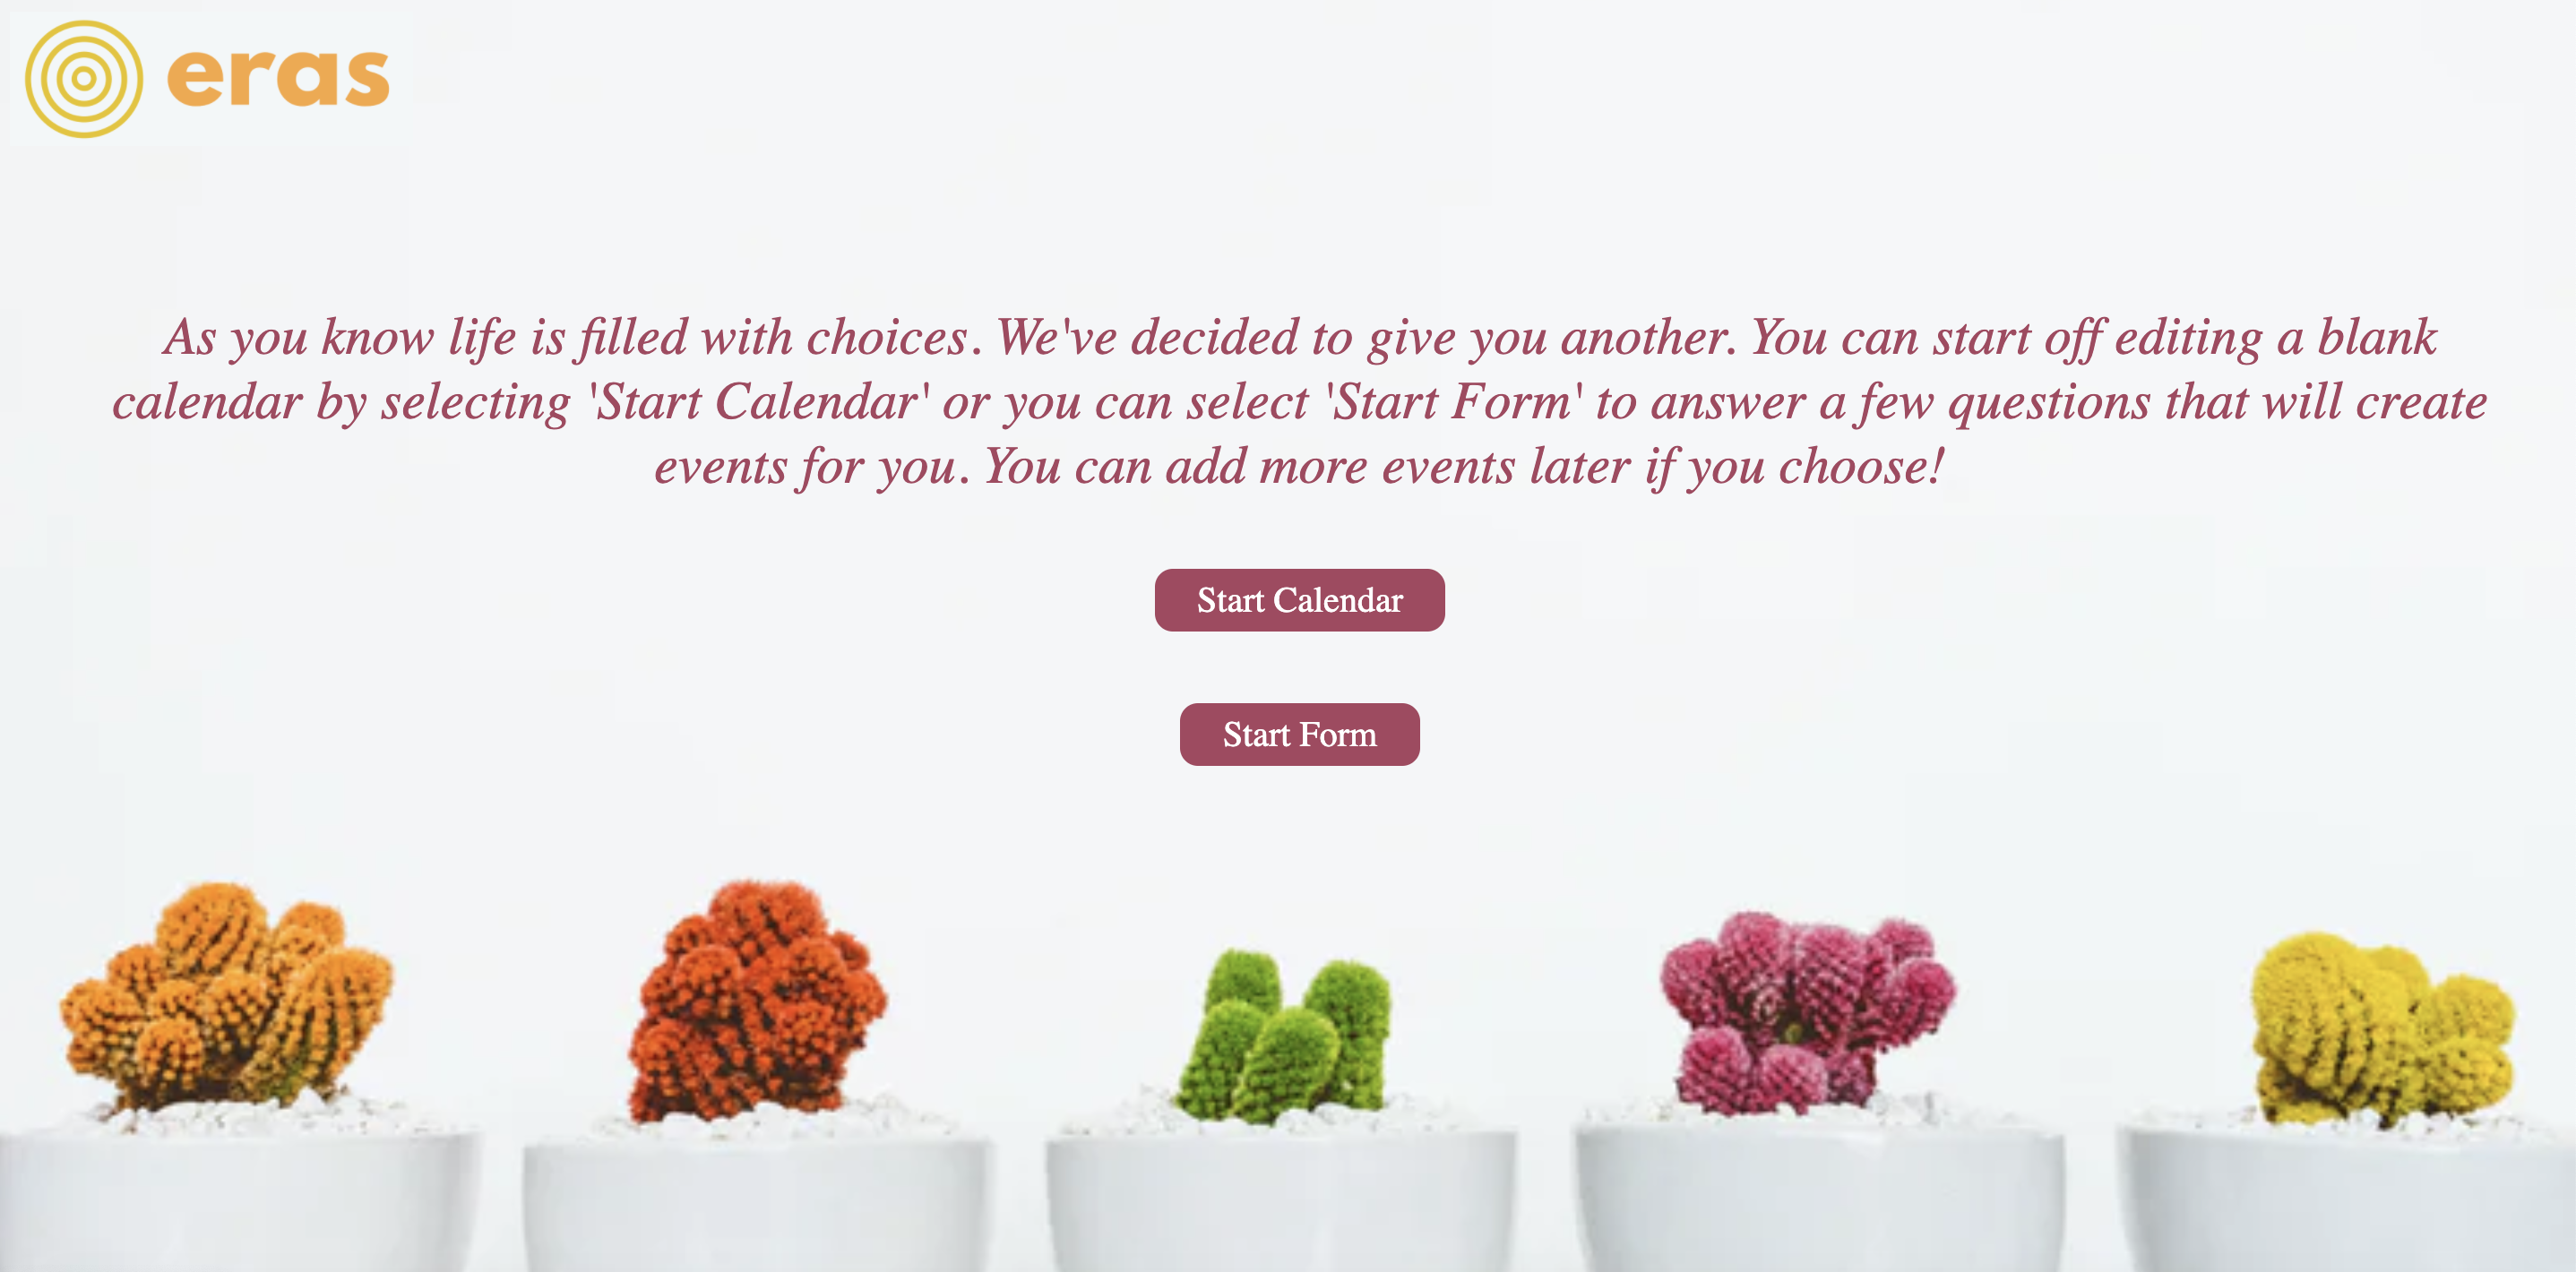 eras
As you know life is filled with choices. We've decided to give you another. You can start off editing a blank
calendar by selecting 'Start Calendar' or you can select 'Start Form' to answer a few questions that will create
events for you. You can add more events later if you choose!
Start Calendar
Start Form